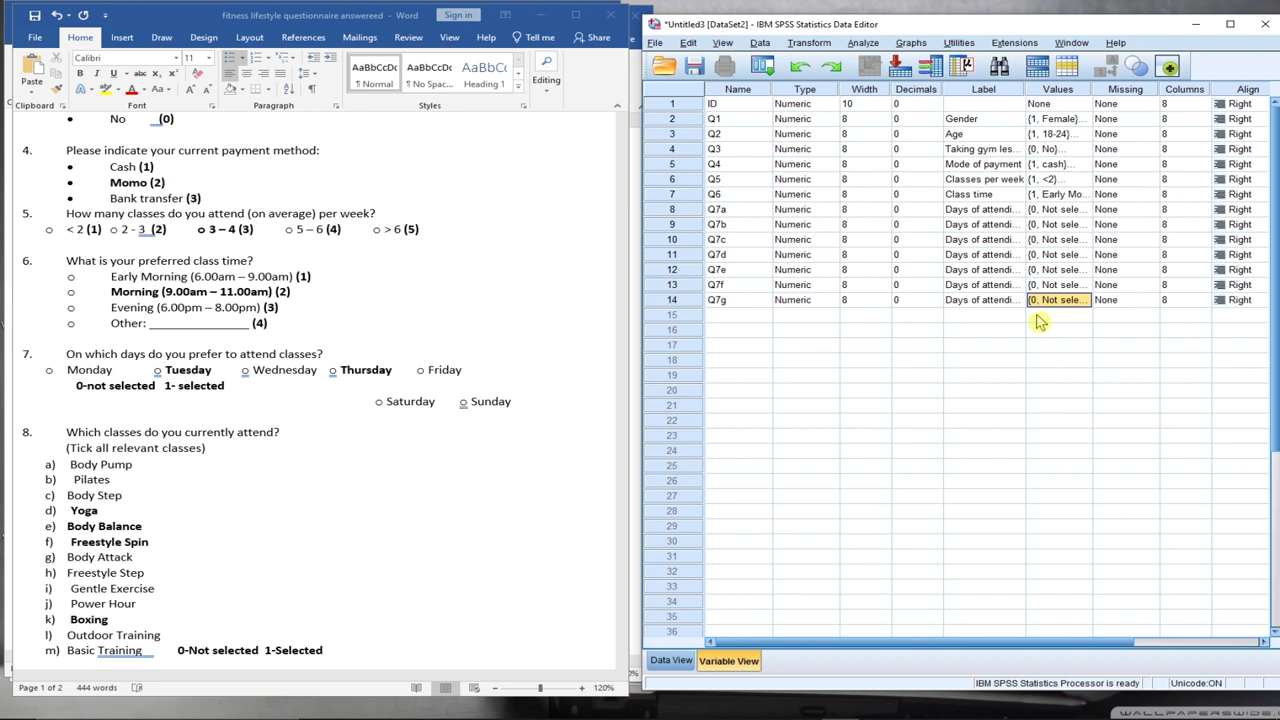 fitness lifestyle questionnaire answereed - Word Sign in
File Home Insert Draw Design Layout References Mailings Review View Help Tell me Share
Paste Calibri 11 AaBbCcDc AaBbCcDc AaBbCc Editing
Normal No Spac... Heading 1
Clipboard Font Paragraph Styles
No (0)
4. Please indicate your current payment method:
Cash (1)
Momo (2)
Bank transfer (3)
5. How many classes do you attend (on average) per week?
o < 2 (1) o 2 - 3 (2) o 3 – 4 (3) o 5 – 6 (4) o > 6 (5)
6. What is your preferred class time?
o Early Morning (6.00am – 9.00am) (1)
o Morning (9.00am – 11.00am) (2)
o Evening (6.00pm – 8.00pm) (3)
o Other: __________________ (4)
7. On which days do you prefer to attend classes?
o Monday o Tuesday o Wednesday o Thursday o Friday
0-not selected 1- selected
o Saturday o Sunday
8. Which classes do you currently attend?
(Tick all relevant classes)
a) Body Pump
b) Pilates
c) Body Step
d) Yoga
e) Body Balance
f) Freestyle Spin
g) Body Attack
h) Freestyle Step
i) Gentle Exercise
j) Power Hour
k) Boxing
l) Outdoor Training
m) Basic Training 0-Not selected 1-Selected
Page 1 of 2 444 words 120%
*Untitled3 [DataSet2] - IBM SPSS Statistics Data Editor
File Edit View Data Transform Analyze Graphs Utilities Extensions Window Help
Name Type Width Decimals Label Values Missing Columns Align
1 ID Numeric 10 0 None None 8 Right
2 Q1 Numeric 8 0 Gender {1, Female}... None 8 Right
3 Q2 Numeric 8 0 Age {1, 18-24}... None 8 Right
4 Q3 Numeric 8 0 Taking gym les... {0, No}... None 8 Right
5 Q4 Numeric 8 0 Mode of payment {1, cash}... None 8 Right
6 Q5 Numeric 8 0 Classes per week {1, <2}... None 8 Right
7 Q6 Numeric 8 0 Class time {1, Early Mo... None 8 Right
8 Q7a Numeric 8 0 Days of attendi... {0, Not sele... None 8 Right
9 Q7b Numeric 8 0 Days of attendi... {0, Not sele... None 8 Right
10 Q7c Numeric 8 0 Days of attendi... {0, Not sele... None 8 Right
11 Q7d Numeric 8 0 Days of attendi... {0, Not sele... None 8 Right
12 Q7e Numeric 8 0 Days of attendi... {0, Not sele... None 8 Right
13 Q7f Numeric 8 0 Days of attendi... {0, Not sele... None 8 Right
14 Q7g Numeric 8 0 Days of attendi... {0, Not sele... None 8 Right
15
16
17
18
19
20
21
22
23
24
25
26
27
28
29
30
31
32
33
34
35
36
Data View Variable View
IBM SPSS Statistics Processor is ready Unicode:ON